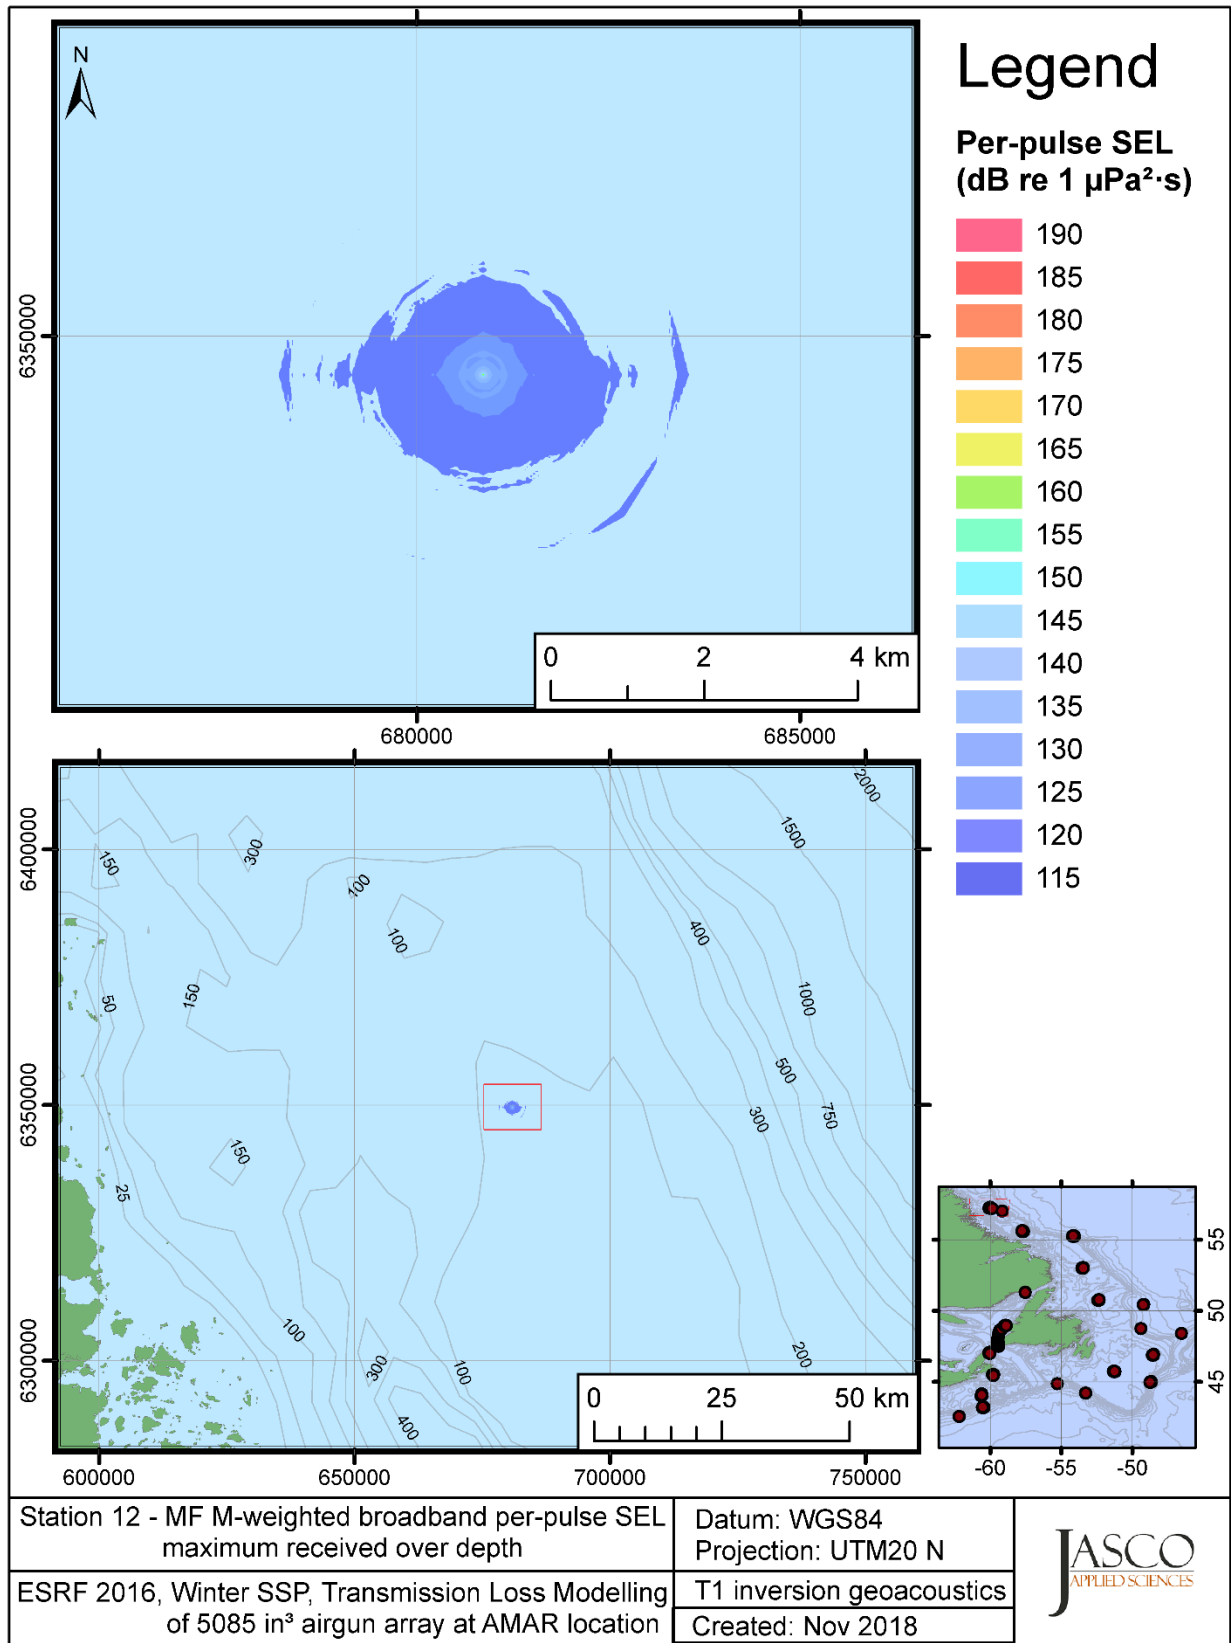 N
6350000
0 2 4 km
680000 685000
Legend
Per-pulse SEL
(dB re 1 µPa²·s)
190
185
180
175
170
165
160
155
150
145
140
135
130
125
120
115
6400000
6350000
6300000
150
300
100
100
50
150
150
25
100
300
400
100
200
2000
1500
400
1000
500
300
750
0 25 50 km
600000 650000 700000 750000
55
50
45
-60 -55 -50
Station 12 - MF M-weighted broadband per-pulse SEL
maximum received over depth
ESRF 2016, Winter SSP, Transmission Loss Modelling
of 5085 in³ airgun array at AMAR location
Datum: WGS84
Projection: UTM20 N
T1 inversion geoacoustics
Created: Nov 2018
JASCO
APPLIED SCIENCES